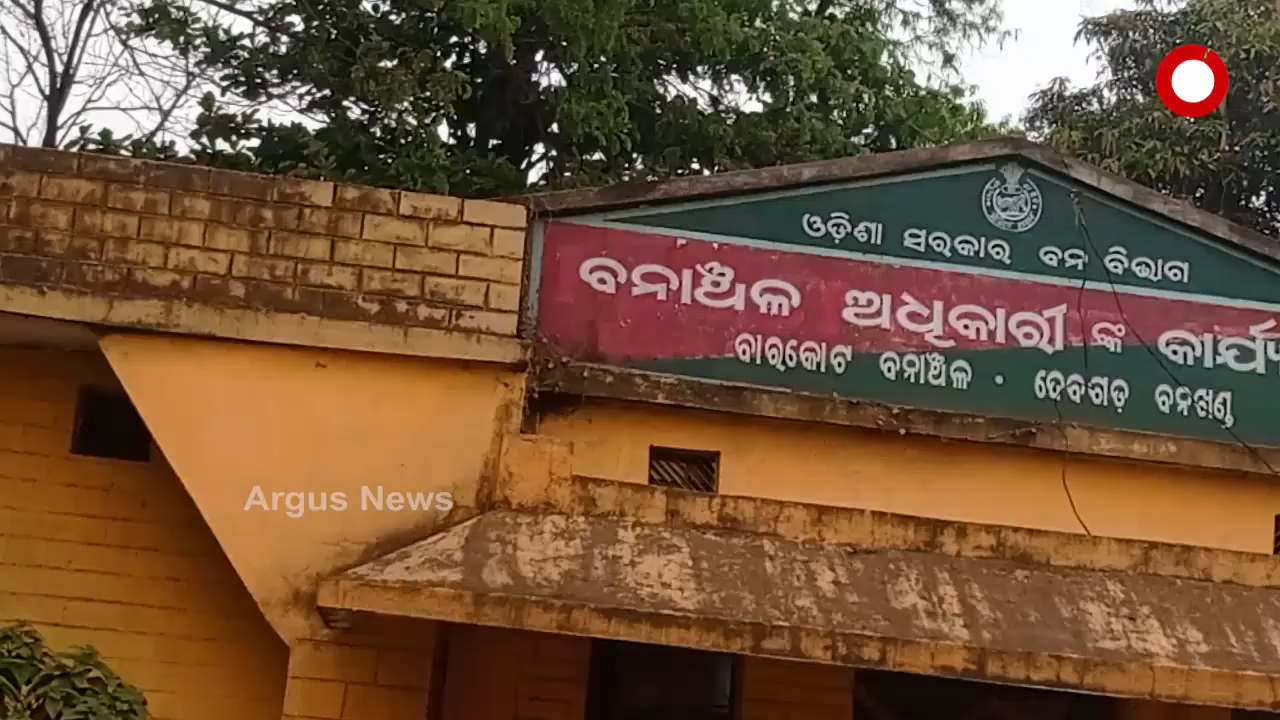 ଓଡ଼ିଶା ସରକାର ବନ ବିଭାଗ
ବନାଞ୍ଚଳ ଅଧିକାରୀ ଙ୍କ
ବାରକୋଟ ବନାଞ୍ଚଳ • ଦେବଗଡ଼ ବନଖଣ୍ଡ
Argus News